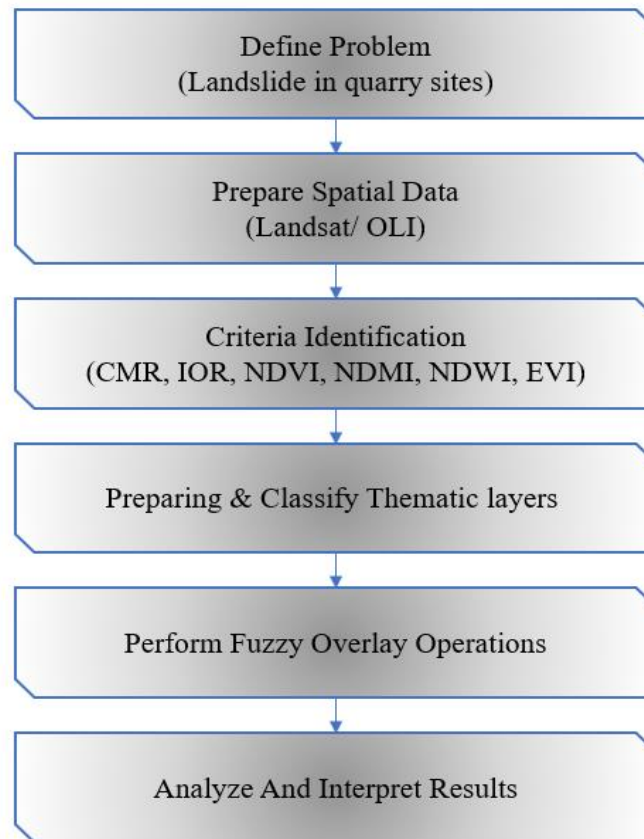 Define Problem
(Landslide in quarry sites)
Prepare Spatial Data
(Landsat/ OLI)
Criteria Identification
(CMR, IOR, NDVI, NDMI, NDWI, EVI)
Preparing & Classify Thematic layers
Perform Fuzzy Overlay Operations
Analyze And Interpret Results